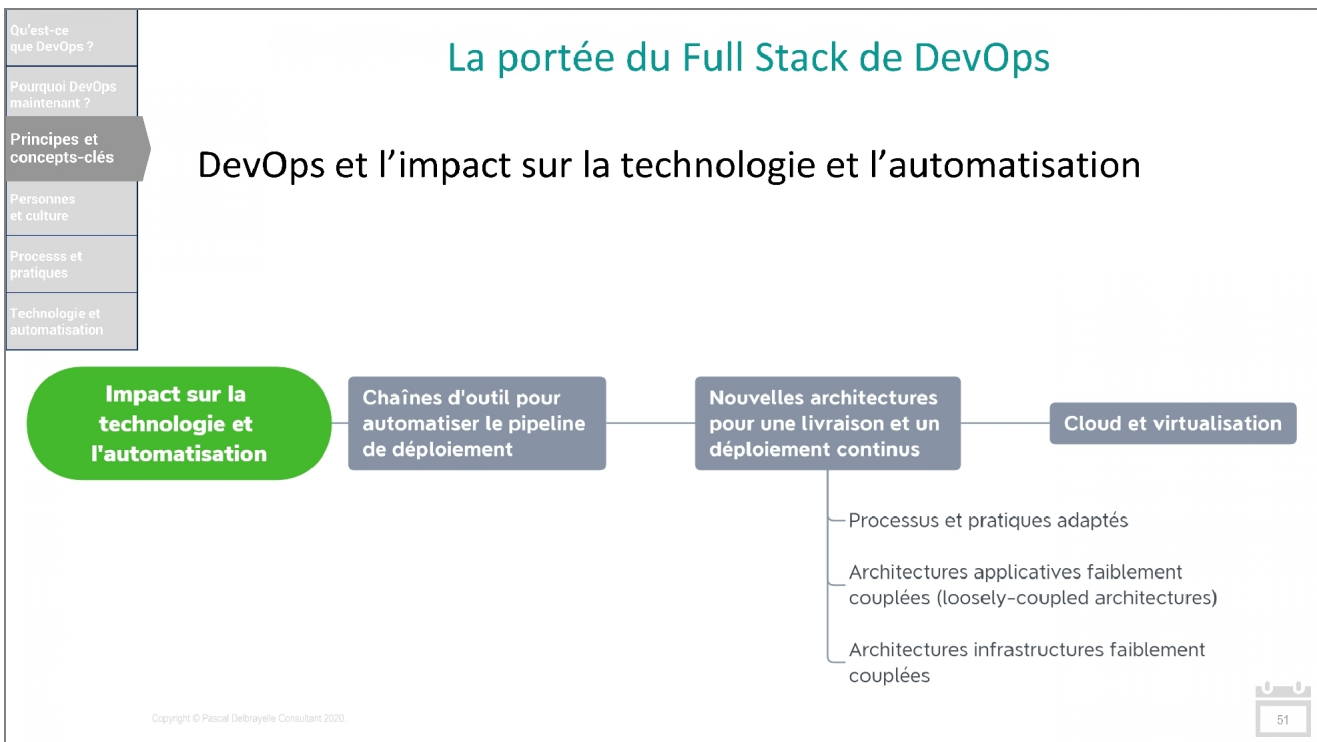 Qu'est-ce
que DevOps ?
Pourquoi DevOps
maintenant ?
Principes et
concepts-clés
Personnes
et culture
Processs et
pratiques
Technologie et
automatisation
La portée du Full Stack de DevOps
DevOps et l’impact sur la technologie et l’automatisation
Impact sur la
technologie et
l'automatisation
Chaînes d'outil pour
automatiser le pipeline
de déploiement
Nouvelles architectures
pour une livraison et un
déploiement continus
Cloud et virtualisation
Processus et pratiques adaptés
Architectures applicatives faiblement
couplées (loosely-coupled architectures)
Architectures infrastructures faiblement
couplées
Copyright © Pascal Delbrayelle Consultant 2020.
51